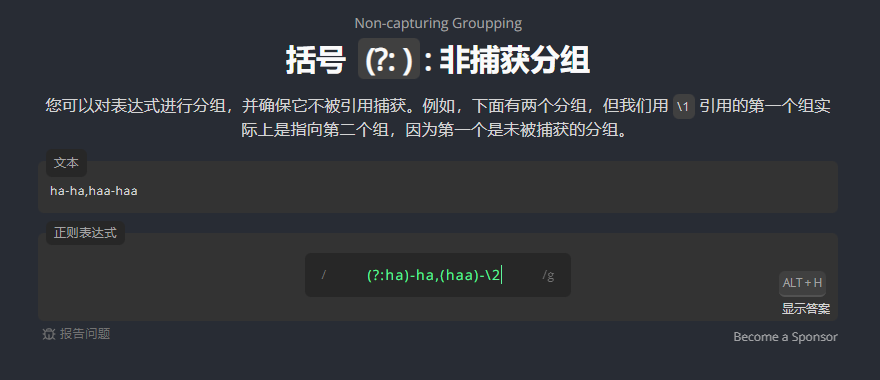 Non-capturing Groupping
括号 (?: ) : 非捕获分组
您可以对表达式进行分组，并确保它不被引用捕获。例如，下面有两个分组，但我们用 \1 引用的第一个组实
际上是指向第二个组，因为第一个是未被捕获的分组。
文本
ha-ha,haa-haa
正则表达式
/ (?:ha)-ha,(haa)-\2 /g
ALT + H
显示答案
报告问题
Become a Sponsor